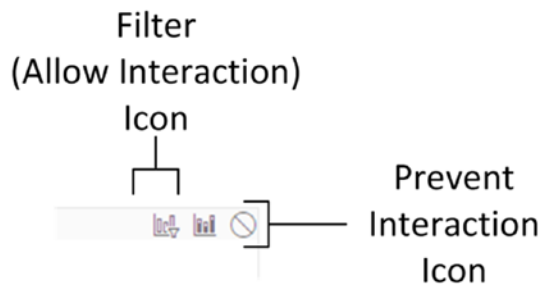 Filter
(Allow Interaction)
Icon
Prevent
Interaction
Icon